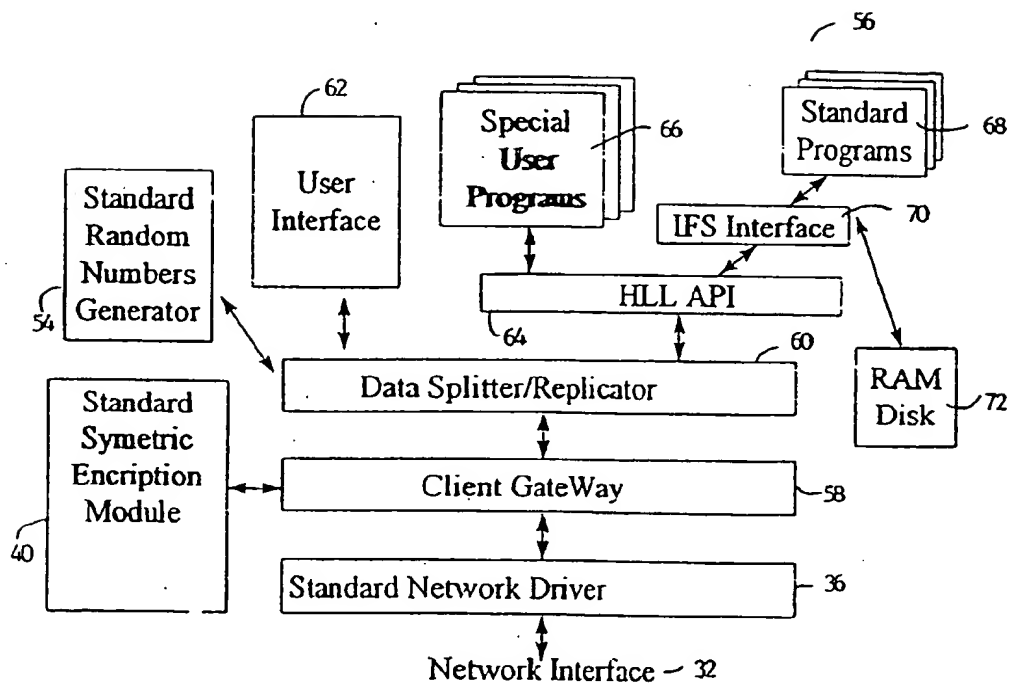 56
62
Special
User
Programs
66
Standard
Programs
68
User
Interface
Standard
Random
Numbers
Generator
54
IFS Interface
70
HLL API
64
60
Data Splitter/Replicator
RAM
Disk
72
Standard
Symetric
Encription
Module
40
Client GateWay
58
Standard Network Driver
36
Network Interface
32